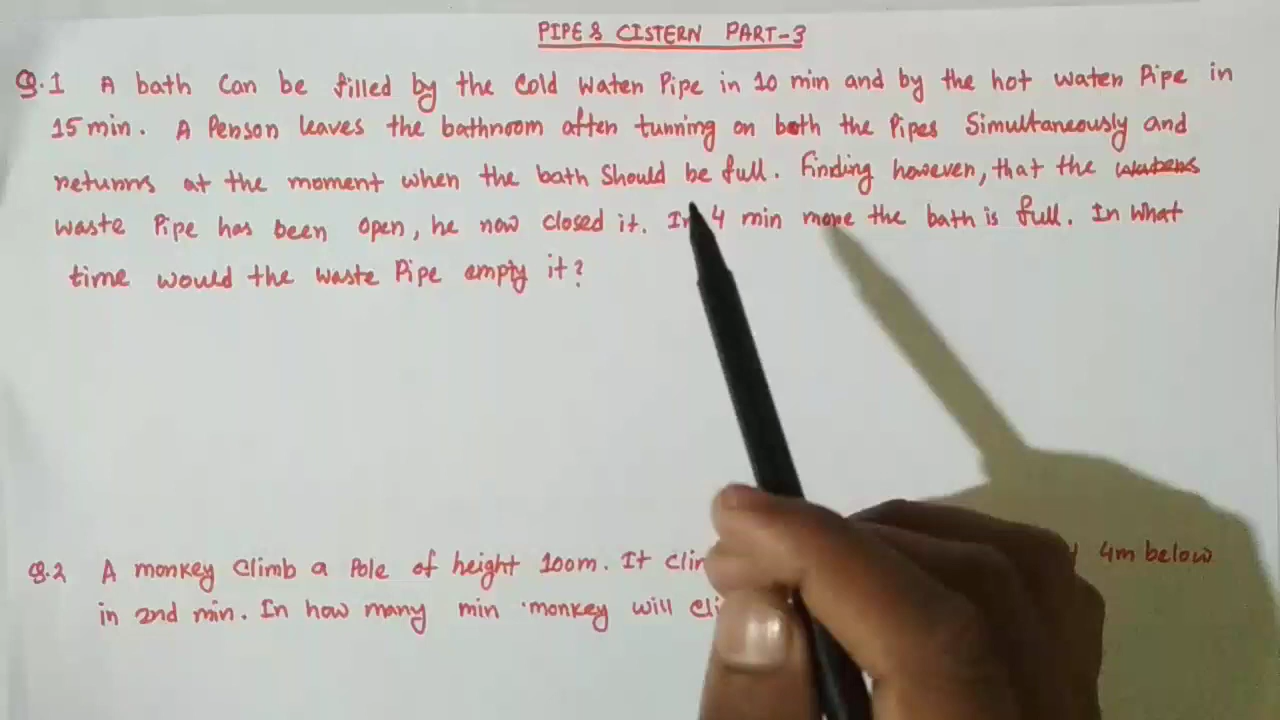 PIPE & CISTERN PART-3
Q.1 A bath can be filled by the cold water Pipe in 10 min and by the hot water Pipe in
15 min. A Person leaves the bathroom after turning on both the Pipes Simultaneously and
returns at the moment when the bath Should be full. Finding however, that the
waste Pipe has been open, he now closed it. In 4 min more the bath is full. In what
time would the waste Pipe empty it?
Q.2 A monkey Climb a Pole of height 100m. It 4m below
in 2nd min. In how many min monkey will